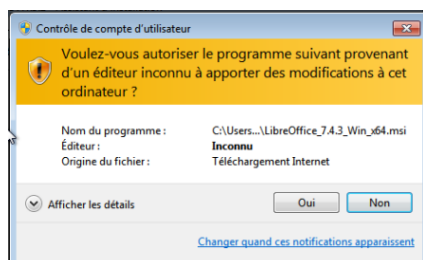 Contrôle de compte d'utilisateur
Voulez-vous autoriser le programme suivant provenant
d'un éditeur inconnu à apporter des modifications à cet
ordinateur ?
Nom du programme : C:\Users...\LibreOffice_7.4.3_Win_x64.msi
Éditeur : Inconnu
Origine du fichier : Téléchargement Internet
Afficher les détails Oui Non
Changer quand ces notifications apparaissent